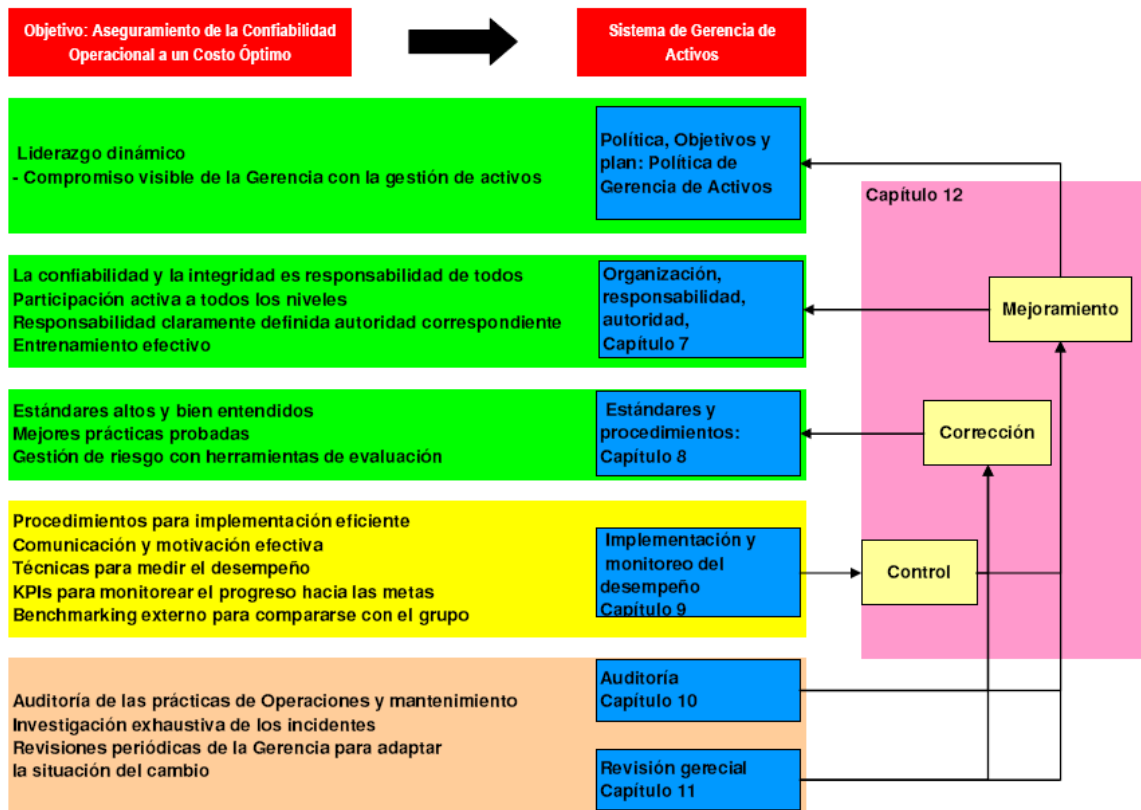 Objetivo: Aseguramiento de la Confiabilidad
Operacional a un Costo Óptimo
Sistema de Gerencia de
Activos
Liderazgo dinámico
- Compromiso visible de la Gerencia con la gestión de activos
Política, Objetivos y
plan: Política de
Gerencia de Activos
Capítulo 12
La confiabilidad y la integridad es responsabilidad de todos
Participación activa a todos los niveles
Responsabilidad claramente definida autoridad correspondiente
Entrenamiento efectivo
Organización,
responsabilidad,
autoridad,
Capítulo 7
Mejoramiento
Estándares altos y bien entendidos
Mejores prácticas probadas
Gestión de riesgo con herramientas de evaluación
Estándares y
procedimientos:
Capítulo 8
Corrección
Procedimientos para implementación eficiente
Comunicación y motivación efectiva
Técnicas para medir el desempeño
KPIs para monitorear el progreso hacia las metas
Benchmarking externo para compararse con el grupo
Implementación y
monitoreo del
desempeño
Capítulo 9
Control
Auditoría de las prácticas de Operaciones y mantenimiento
Investigación exhaustiva de los incidentes
Revisiones periódicas de la Gerencia para adaptar
la situación del cambio
Auditoría
Capítulo 10
Revisión gerecial
Capítulo 11